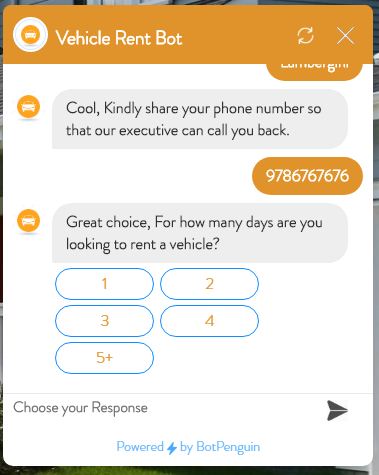 Vehicle Rent Bot
Cool, Kindly share your phone number so
that our executive can call you back.
9786767676
Great choice, For how many days are you
looking to rent a vehicle?
1
2
3
4
5+
Choose your Response
Powered by BotPenguin